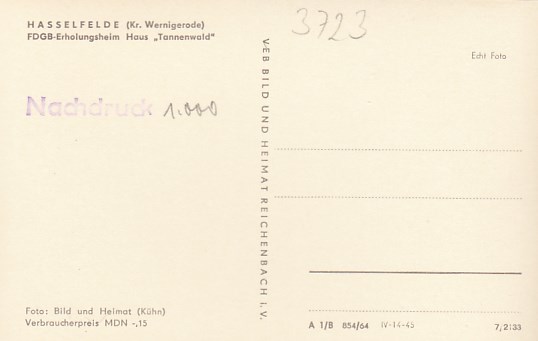 HASSELFELDE (Kr. Wernigerode)
FDGB-Erholungsheim Haus „Tannenwald"
3723
Echt Foto
Nachdruck 1.000
VEB BILD UND HEIMAT REICHENBACH i. V.
Foto: Bild und Heimat (Kühn)
Verbraucherpreis MDN -,15
A 1/B 854/64 IV-14-45 7,2133